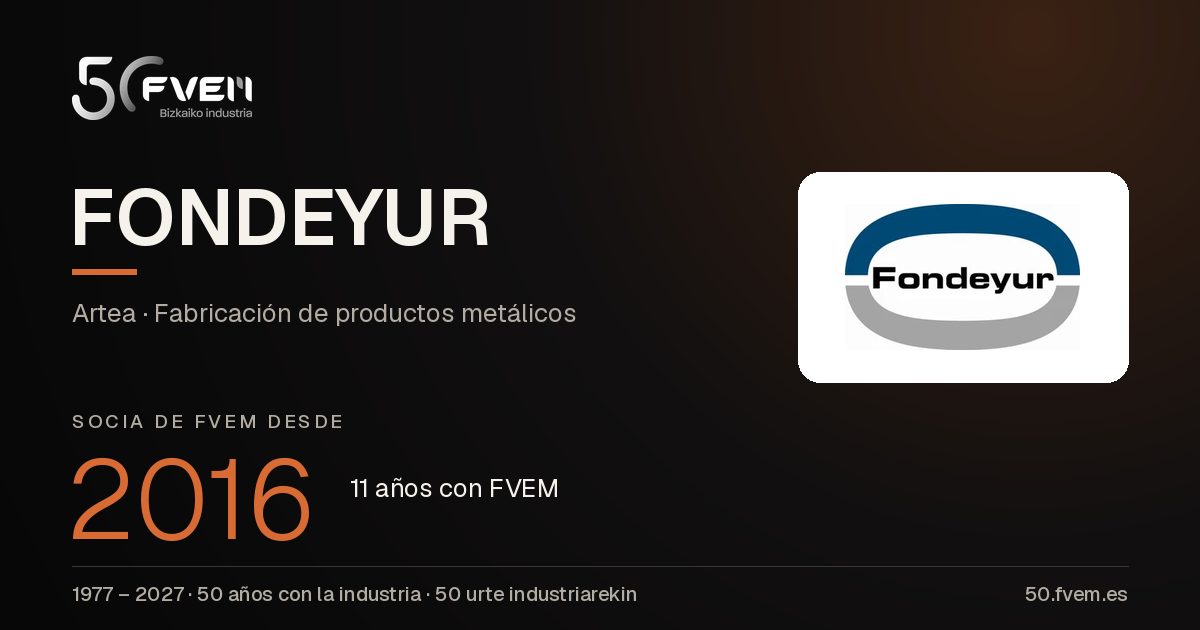 50 FVEM
Bizkaiko industria
FONDEYUR
Fondeyur
Artea · Fabricación de productos metálicos
SOCIA DE FVEM DESDE
2016
11 años con FVEM
1977 – 2027 · 50 años con la industria · 50 urte industriarekin
50.fvem.es